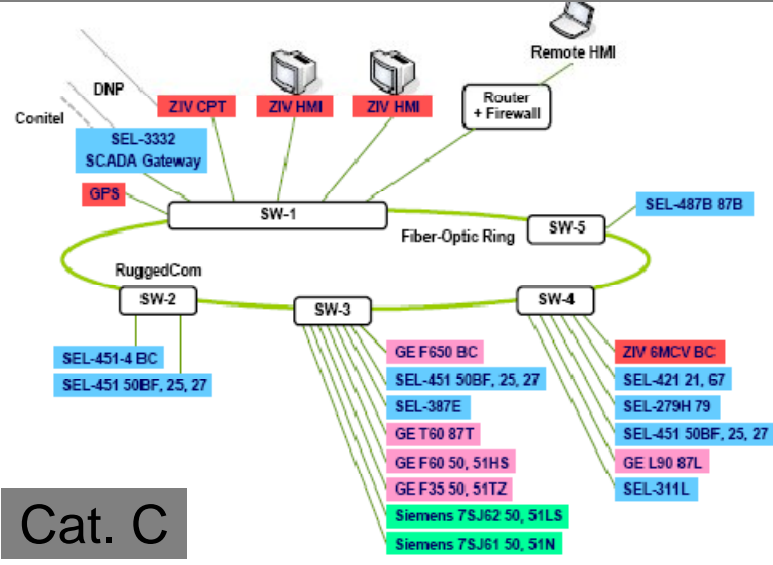 Remote HMI
DNP
Conitel
ZIV CPT
ZIV HMI
ZIV HMI
Router
+ Firewall
SEL-3332
SCADA Gateway
GPS
SW-1
SEL-487B 87B
SW-5
Fiber-Optic Ring
RuggedCom
SW-2
SW-3
SW-4
SEL-451-4 BC
SEL-451 50BF, 25, 27
GE F650 BC
SEL-451 50BF, 25, 27
SEL-387E
GE T60 87T
GE F60 50, 51HS
GE F35 50, 51TZ
Siemens 7SJ62 50, 51LS
Siemens 7SJ61 50, 51N
ZIV 6MCV BC
SEL-421 21, 67
SEL-279H 79
SEL-451 50BF, 25, 27
GE L90 87L
SEL-311L
Cat. C